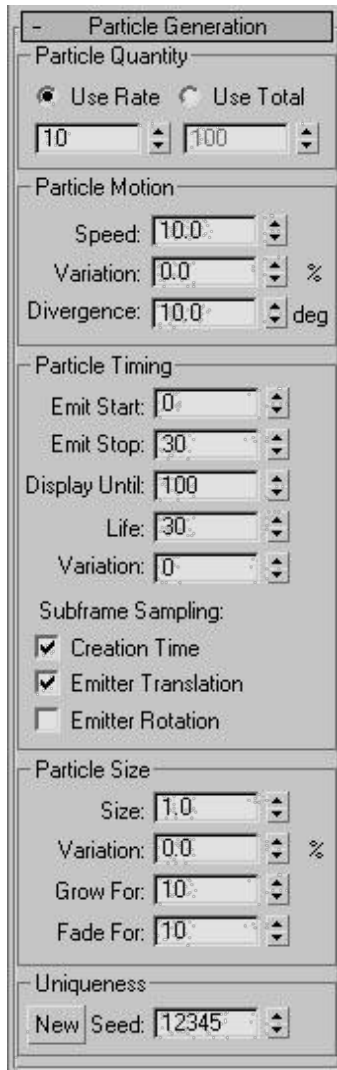 - Particle Generation
Particle Quantity
Use Rate Use Total
10 100
Particle Motion
Speed: 10.0
Variation: 0.0 %
Divergence: 10.0 deg
Particle Timing
Emit Start: 0
Emit Stop: 30
Display Until: 100
Life: 30
Variation: 0
Subframe Sampling:
Creation Time
Emitter Translation
Emitter Rotation
Particle Size
Size: 1.0
Variation: 0.0 %
Grow For: 10
Fade For: 10
Uniqueness
New Seed: 12345